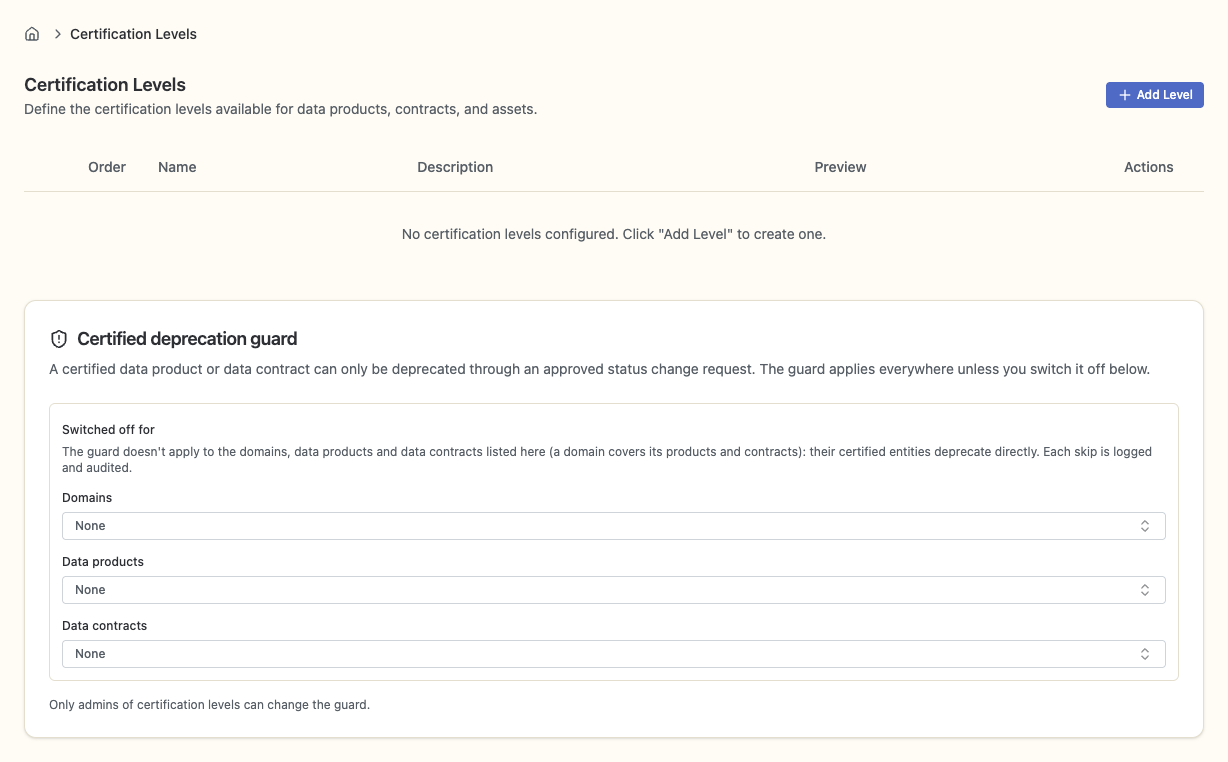 Certification Levels
Certification Levels
Define the certification levels available for data products, contracts, and assets.
Add Level
Order Name Description Preview Actions
No certification levels configured. Click "Add Level" to create one.
Certified deprecation guard
A certified data product or data contract can only be deprecated through an approved status change request. The guard applies everywhere unless you switch it off below.
Switched off for
The guard doesn't apply to the domains, data products and data contracts listed here (a domain covers its products and contracts): their certified entities deprecate directly. Each skip is logged
and audited.
Domains
None
Data products
None
Data contracts
None
Only admins of certification levels can change the guard.